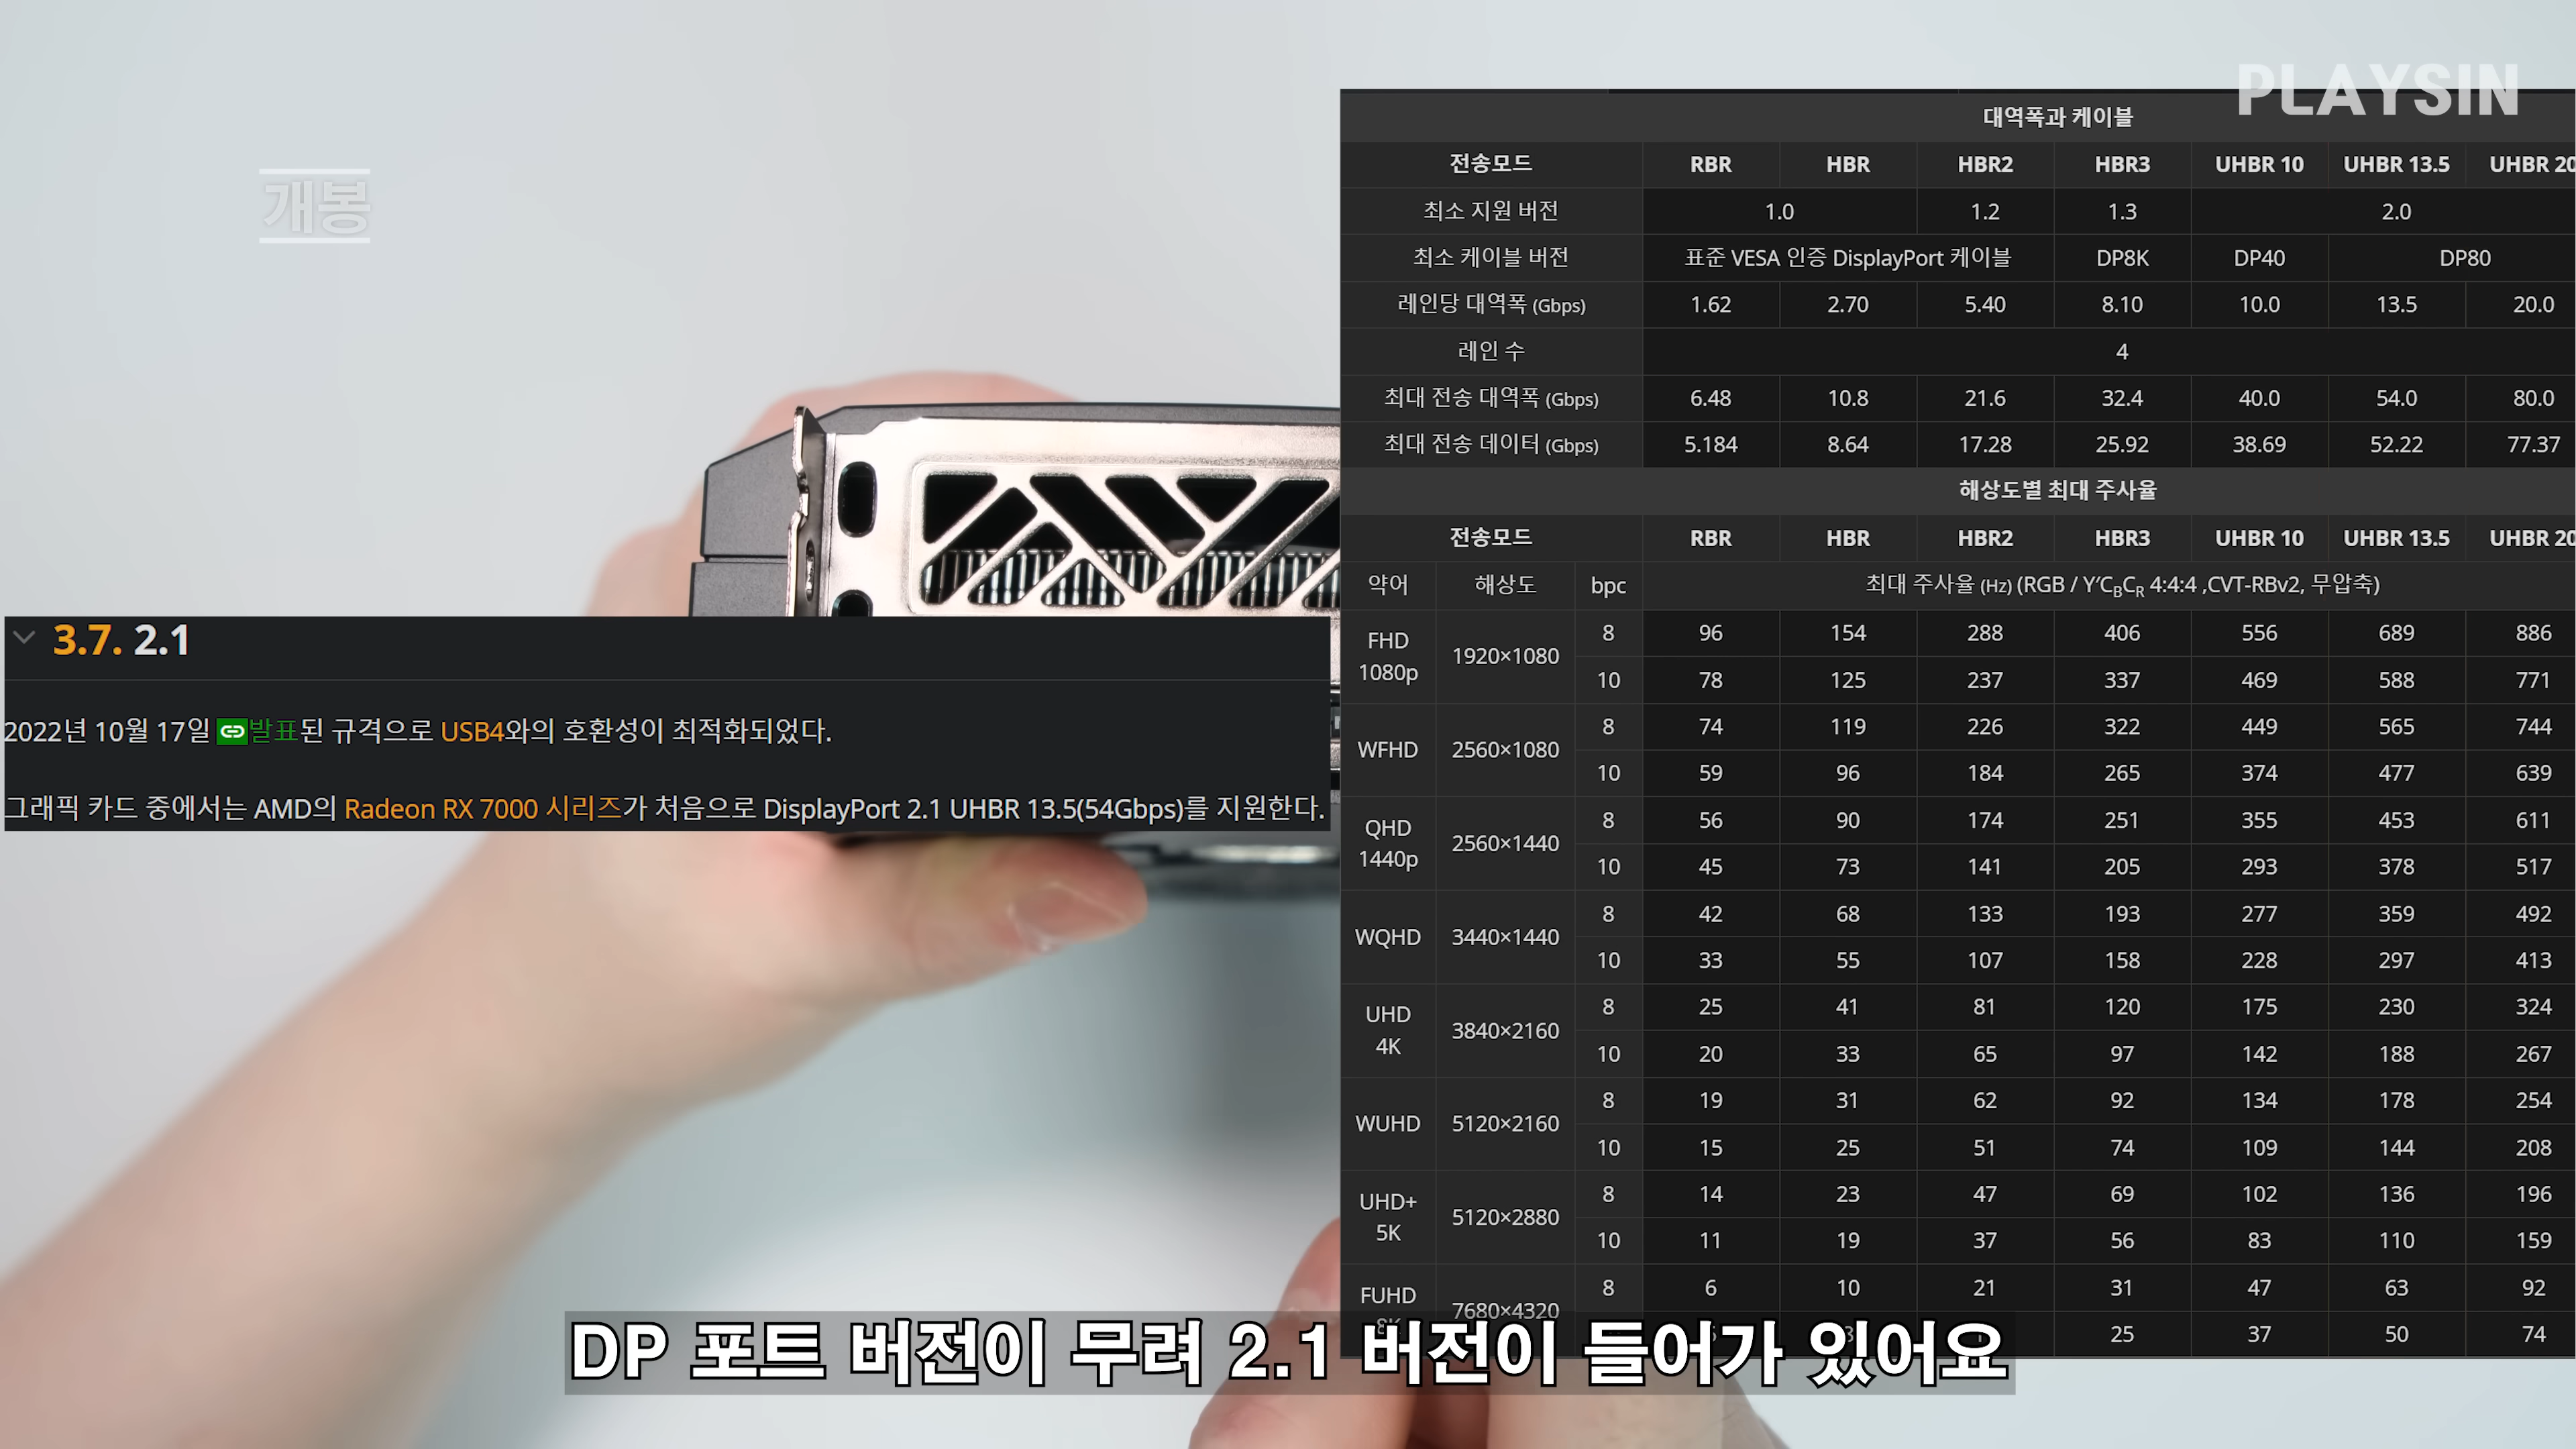 PLAYSIN
개봉
대역폭과 케이블
전송모드 RBR HBR HBR2 HBR3 UHBR 10 UHBR 13.5 UHBR 20
최소 지원 버전 1.0 1.2 1.3 2.0
최소 케이블 버전 표준 VESA 인증 DisplayPort 케이블 DP8K DP40 DP80
레인당 대역폭 (Gbps) 1.62 2.70 5.40 8.10 10.0 13.5 20.0
레인 수 4
최대 전송 대역폭 (Gbps) 6.48 10.8 21.6 32.4 40.0 54.0 80.0
최대 전송 데이터 (Gbps) 5.184 8.64 17.28 25.92 38.69 52.22 77.37
해상도별 최대 주사율
전송모드 RBR HBR HBR2 HBR3 UHBR 10 UHBR 13.5 UHBR 20
약어 해상도 bpc 최대 주사율 (Hz) (RGB / Y′CBCR 4:4:4 ,CVT-RBv2, 무압축)
FHD 1080p 1920×1080 8 96 154 288 406 556 689 886
10 78 125 237 337 469 588 771
WFHD 2560×1080 8 74 119 226 322 449 565 744
10 59 96 184 265 374 477 639
QHD 1440p 2560×1440 8 56 90 174 251 355 453 611
10 45 73 141 205 293 378 517
WQHD 3440×1440 8 42 68 133 193 277 359 492
10 33 55 107 158 228 297 413
UHD 4K 3840×2160 8 25 41 81 120 175 230 324
10 20 33 65 97 142 188 267
WUHD 5120×2160 8 19 31 62 92 134 178 254
10 15 25 51 74 109 144 208
UHD+ 5K 5120×2880 8 14 23 47 69 102 136 196
10 11 19 37 56 83 110 159
FUHD 8K 7680×4320 8 6 10 21 31 47 63 92
25 37 50 74
3.7. 2.1
2022년 10월 17일 발표된 규격으로 USB4와의 호환성이 최적화되었다.
그래픽 카드 중에서는 AMD의 Radeon RX 7000 시리즈가 처음으로 DisplayPort 2.1 UHBR 13.5(54Gbps)를 지원한다.
DP 포트 버전이 무려 2.1 버전이 들어가 있어요